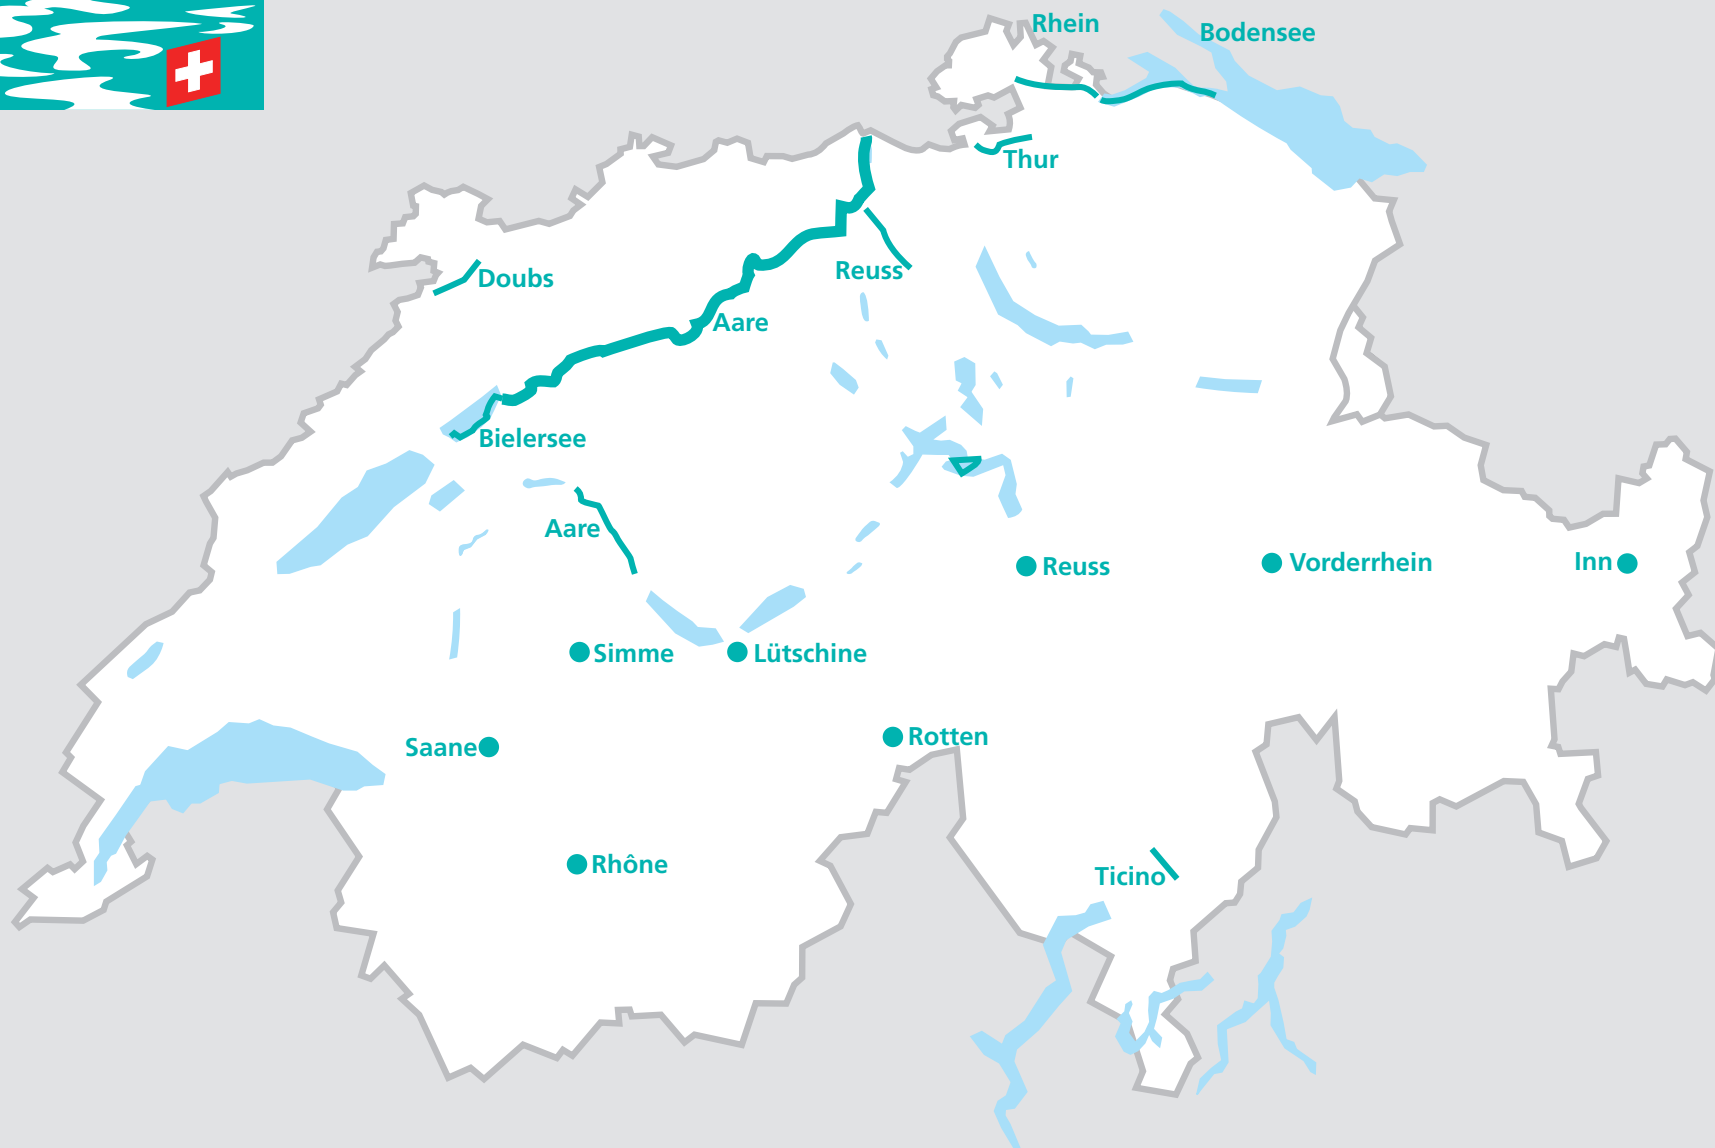 Rhein
Bodensee
Thur
Reuss
Doubs
Aare
Bielersee
Aare
Reuss
Vorderrhein
Inn
Simme
Lütschine
Saane
Rotten
Rhône
Ticino